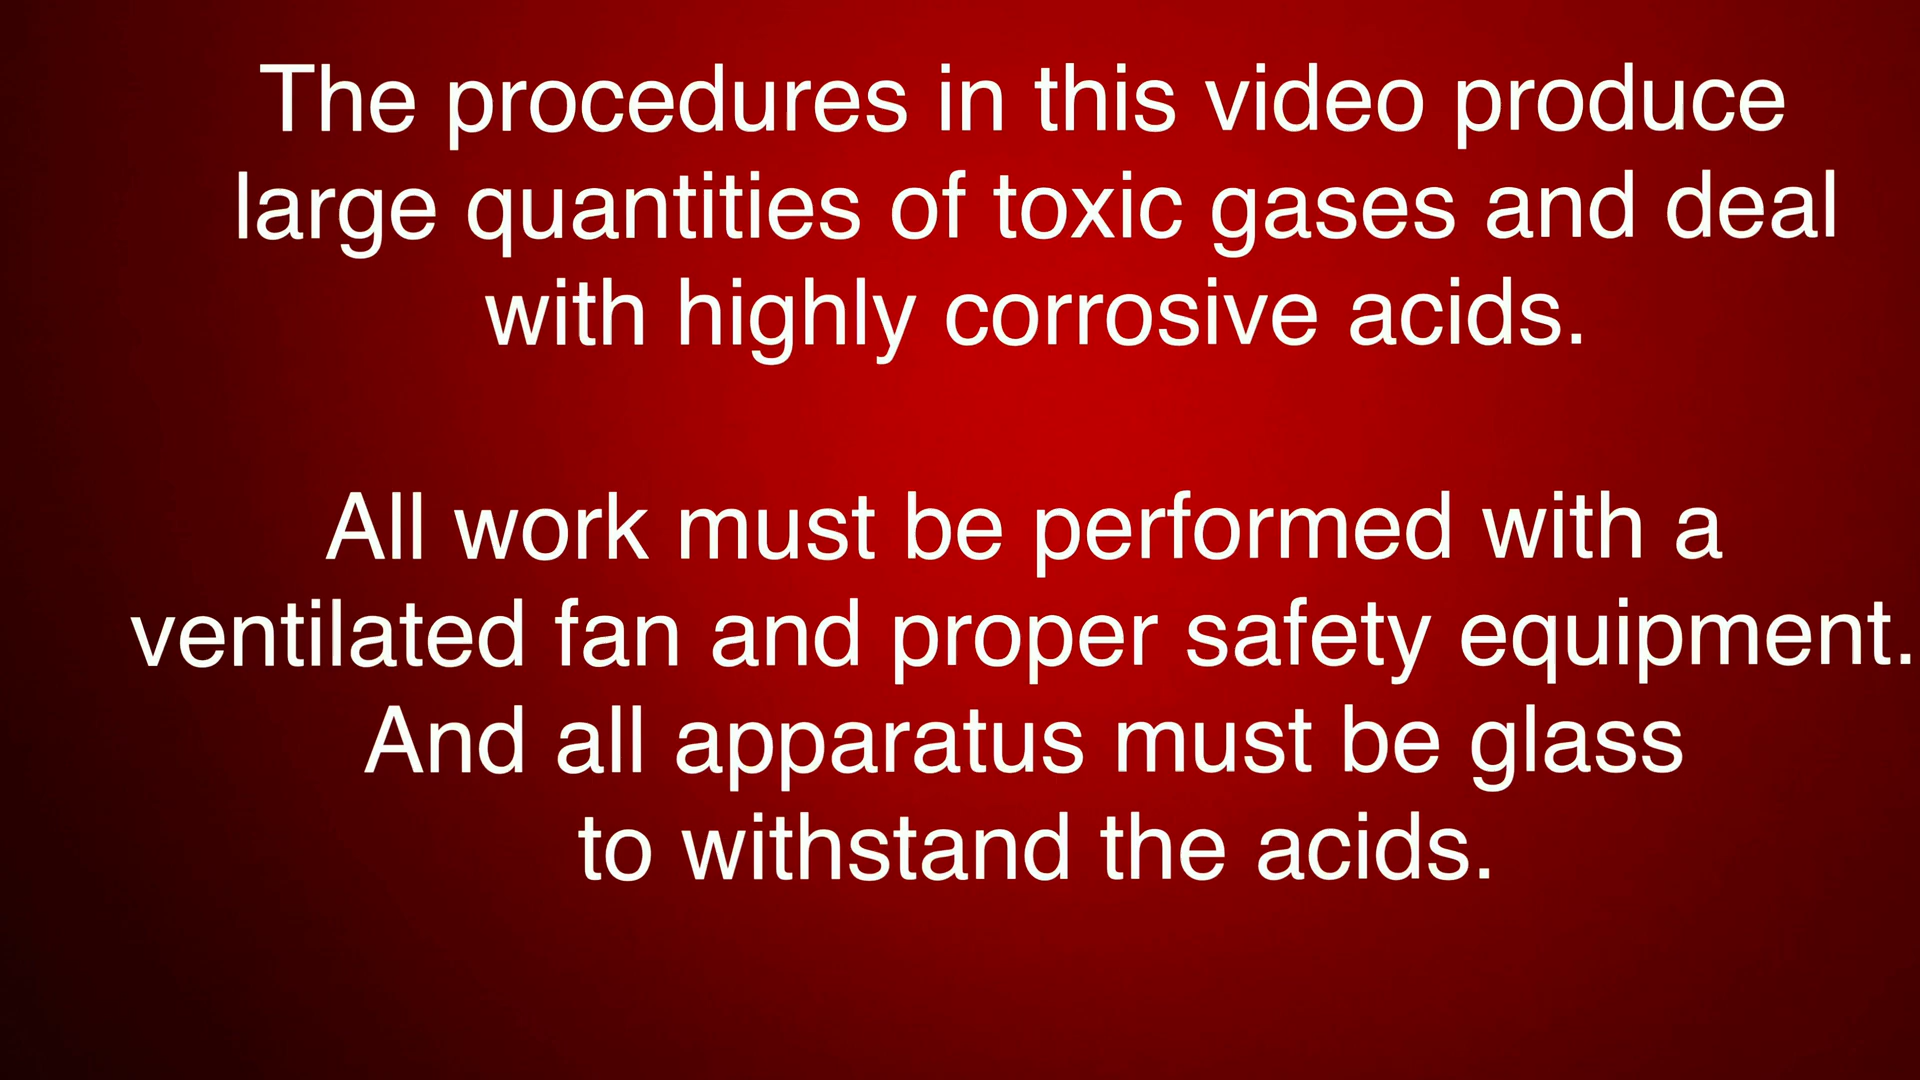 The procedures in this video produce
large quantities of toxic gases and deal
with highly corrosive acids.
All work must be performed with a
ventilated fan and proper safety equipment.
And all apparatus must be glass
to withstand the acids.